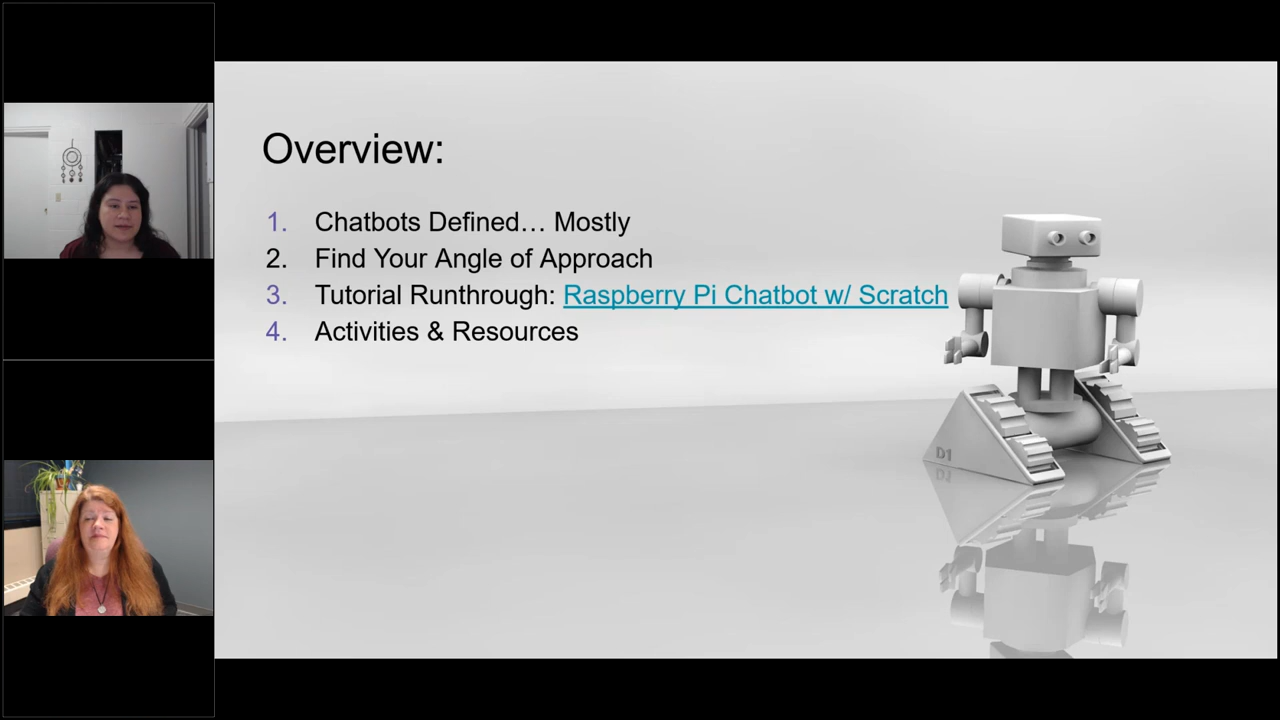 Overview:
1. Chatbots Defined… Mostly
2. Find Your Angle of Approach
3. Tutorial Runthrough: Raspberry Pi Chatbot w/ Scratch
4. Activities & Resources
D1